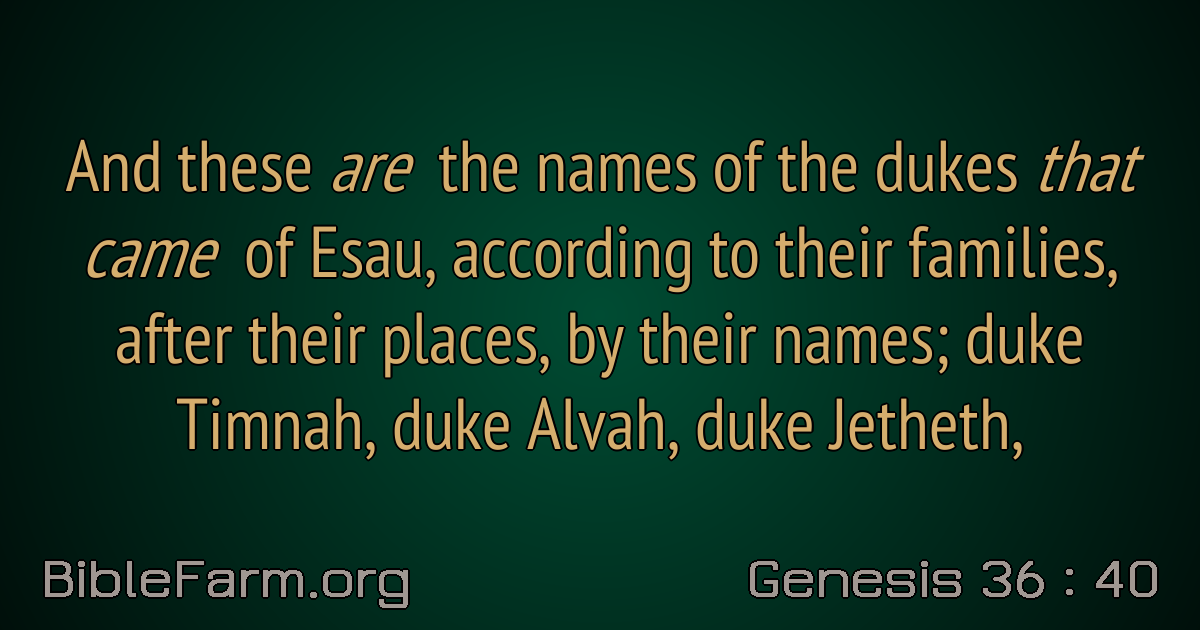 And these are the names of the dukes that
came of Esau, according to their families,
after their places, by their names; duke
Timnah, duke Alvah, duke Jetheth,
BibleFarm.org
Genesis 36 : 40